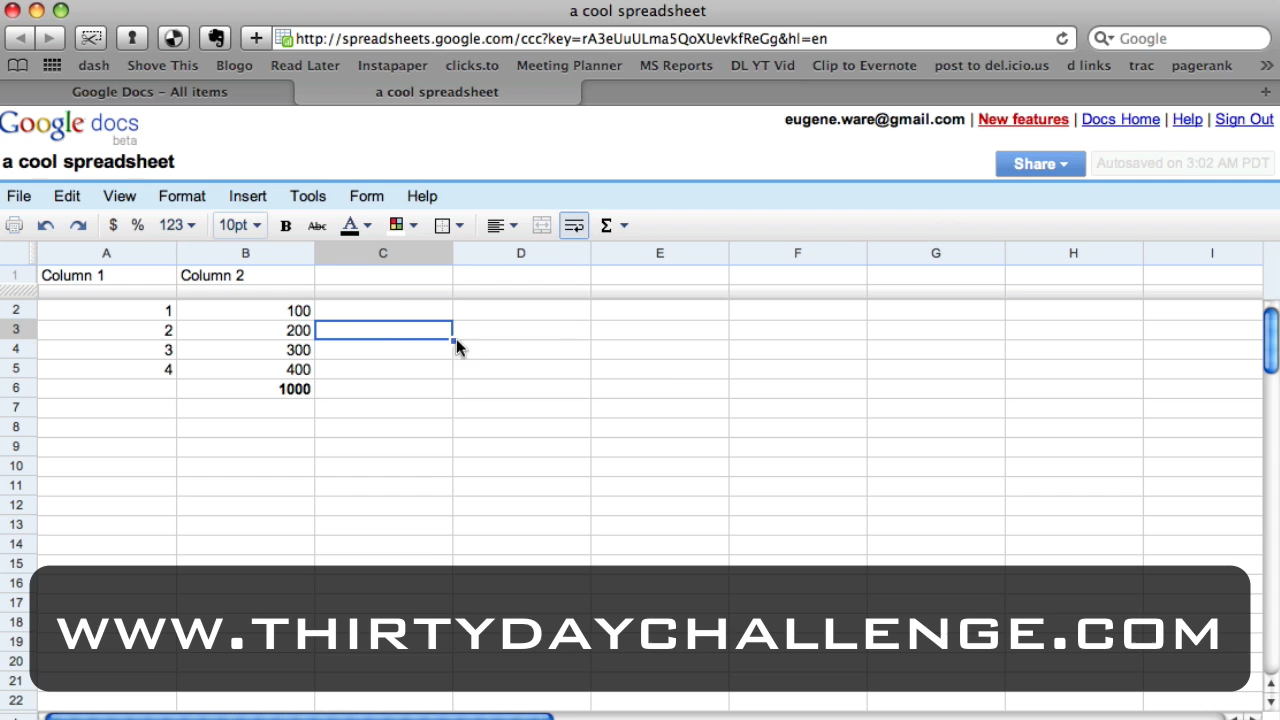 a cool spreadsheet
http://spreadsheets.google.com/ccc?key=rA3eUuULma5QoXUevkfReGg&hl=en
Google
dash Shove This Blogo Read Later Instapaper clicks.to Meeting Planner MS Reports DL YT Vid Clip to Evernote post to del.icio.us d links trac pagerank
Google Docs – All items
a cool spreadsheet
Google docs
beta
eugene.ware@gmail.com | New features | Docs Home | Help | Sign Out
a cool spreadsheet
Share
Autosaved on 3:02 AM PDT
File Edit View Format Insert Tools Form Help
$ % 123 10pt B Abc A Σ
A B C D E F G H I
1 Column 1 Column 2
2 1 100
3 2 200
4 3 300
5 4 400
6 1000
7
8
9
10
11
12
13
14
15
16
17
18
19
20
21
22
WWW.THIRTYDAYCHALLENGE.COM